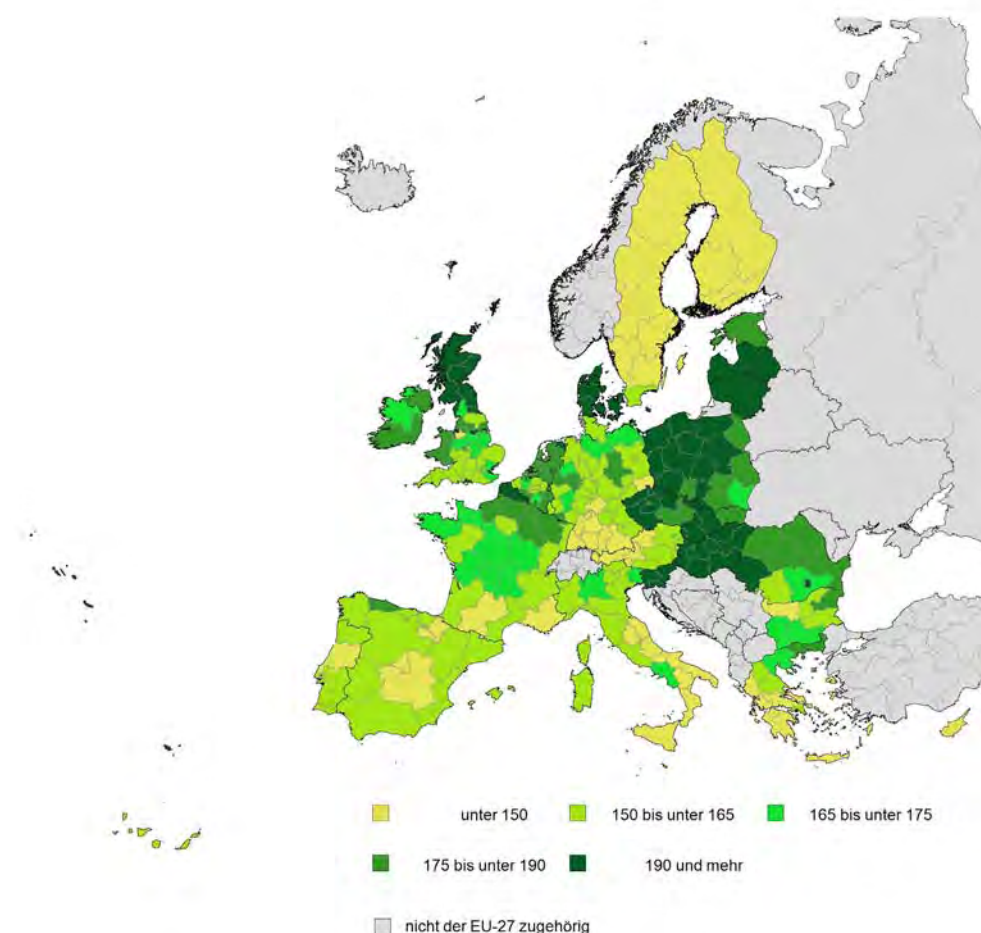 unter 150 150 bis unter 165 165 bis unter 175
175 bis unter 190 190 und mehr
nicht der EU-27 zugehörig